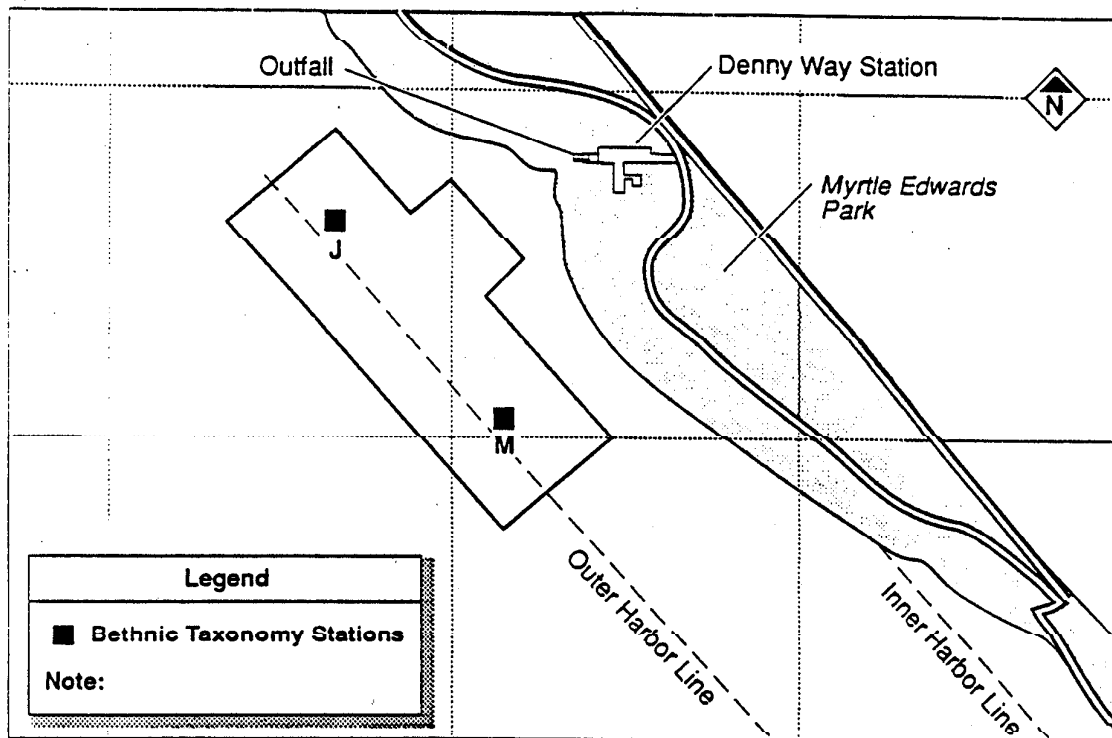 Outfall
Denny Way Station
N
Myrtle Edwards
Park
J
M
Outer Harbor Line
Inner Harbor Line
Legend
Bethnic Taxonomy Stations
Note: